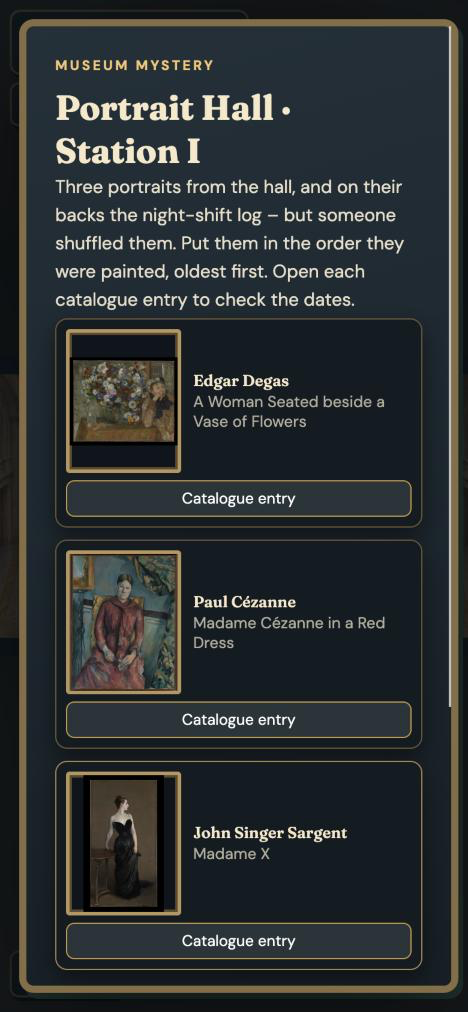 MUSEUM MYSTERY
Portrait Hall ·
Station I
Three portraits from the hall, and on their
backs the night-shift log – but someone
shuffled them. Put them in the order they
were painted, oldest first. Open each
catalogue entry to check the dates.
Edgar Degas
A Woman Seated beside a
Vase of Flowers
Catalogue entry
Paul Cézanne
Madame Cézanne in a Red
Dress
Catalogue entry
John Singer Sargent
Madame X
Catalogue entry